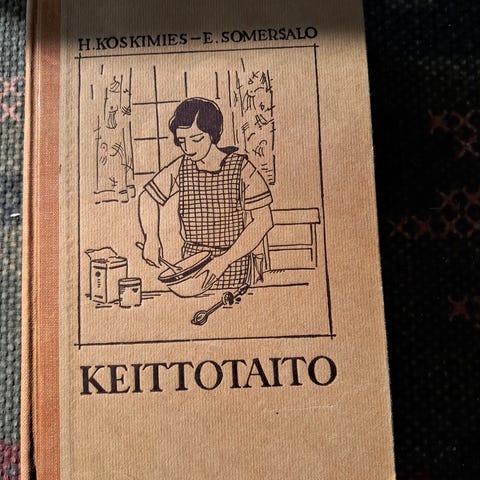 H. KOSKIMIES – E. SOMERSALO
KEITTOTAITO